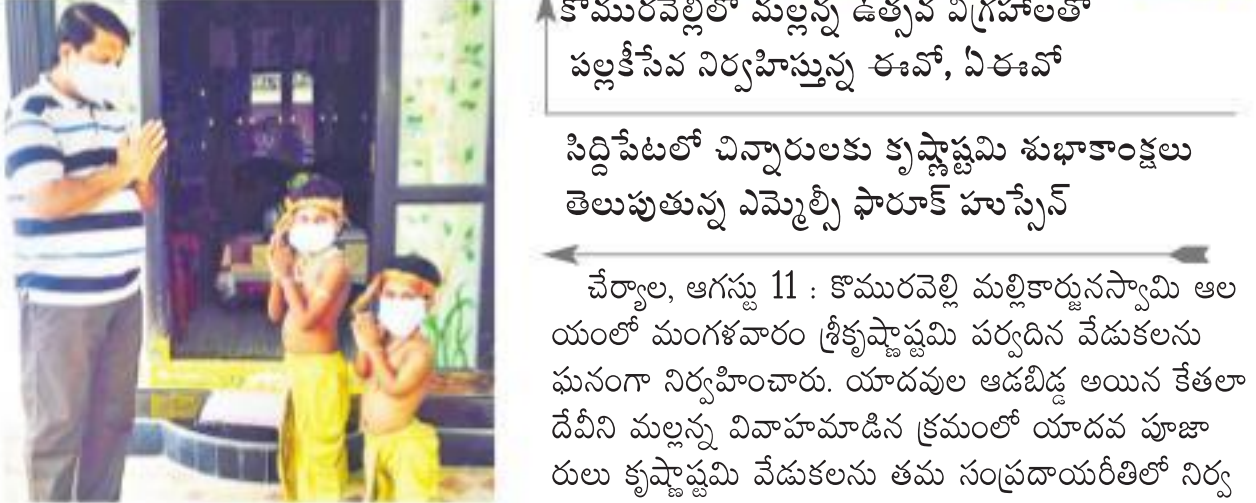 కొమురవెల్లిలో మల్లన్న ఉత్సవ విగ్రహాలతో
పల్లకీసేవ నిర్వహిస్తున్న ఈవో, ఏఈవో
సిద్దిపేటలో చిన్నారులకు కృష్ణాష్టమి శుభాకాంక్షలు
తెలుపుతున్న ఎమ్మెల్సీ ఫారూక్ హుస్సేన్
చేర్యాల, ఆగస్టు 11 : కొమురవెల్లి మల్లికార్జునస్వామి ఆల
యంలో మంగళవారం శ్రీకృష్ణాష్టమి పర్వదిన వేడుకలను
ఘనంగా నిర్వహించారు. యాదవుల ఆడబిడ్డ అయిన కేతలా
దేవీని మల్లన్న వివాహమాడిన క్రమంలో యాదవ పూజా
రులు కృష్ణాష్టమి వేడుకలను తమ సంప్రదాయరీతిలో నిర్వ